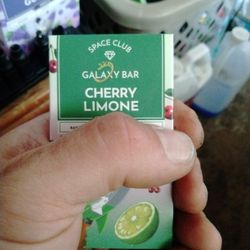 SPACE CLUB
GALAXY BAR
CHERRY
LIMONE